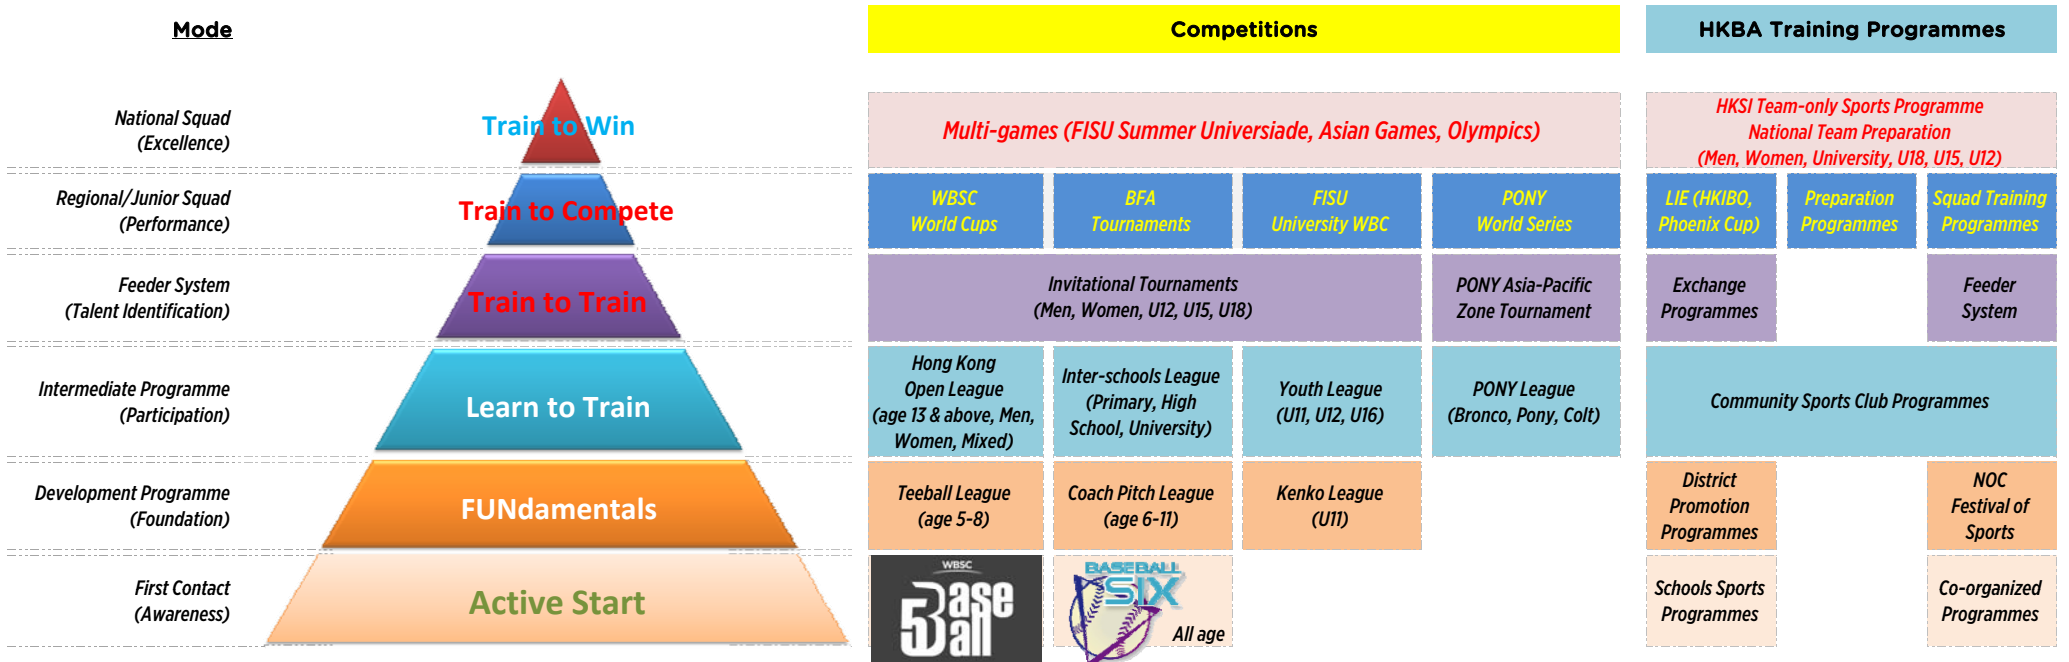 Mode
Competitions
HKBA Training Programmes
National Squad
(Excellence)
Train to Win
Multi-games (FISU Summer Universiade, Asian Games, Olympics)
HKSI Team-only Sports Programme
National Team Preparation
(Men, Women, University, U18, U15, U12)
Regional/Junior Squad
(Performance)
Train to Compete
WBSC
World Cups
BFA
Tournaments
FISU
University WBC
PONY
World Series
LIE (HKIBO,
Phoenix Cup)
Preparation
Programmes
Squad Training
Programmes
Feeder System
(Talent Identification)
Train to Train
Invitational Tournaments
(Men, Women, U12, U15, U18)
PONY Asia-Pacific
Zone Tournament
Exchange
Programmes
Feeder
System
Intermediate Programme
(Participation)
Learn to Train
Hong Kong
Open League
(age 13 & above, Men,
Women, Mixed)
Inter-schools League
(Primary, High
School, University)
Youth League
(U11, U12, U16)
PONY League
(Bronco, Pony, Colt)
Community Sports Club Programmes
Development Programme
(Foundation)
FUNdamentals
Teeball League
(age 5-8)
Coach Pitch League
(age 6-11)
Kenko League
(U11)
District
Promotion
Programmes
NOC
Festival of
Sports
First Contact
(Awareness)
Active Start
WBSC
Base
5Ball
BASEBALL
SIX
All age
Schools Sports
Programmes
Co-organized
Programmes